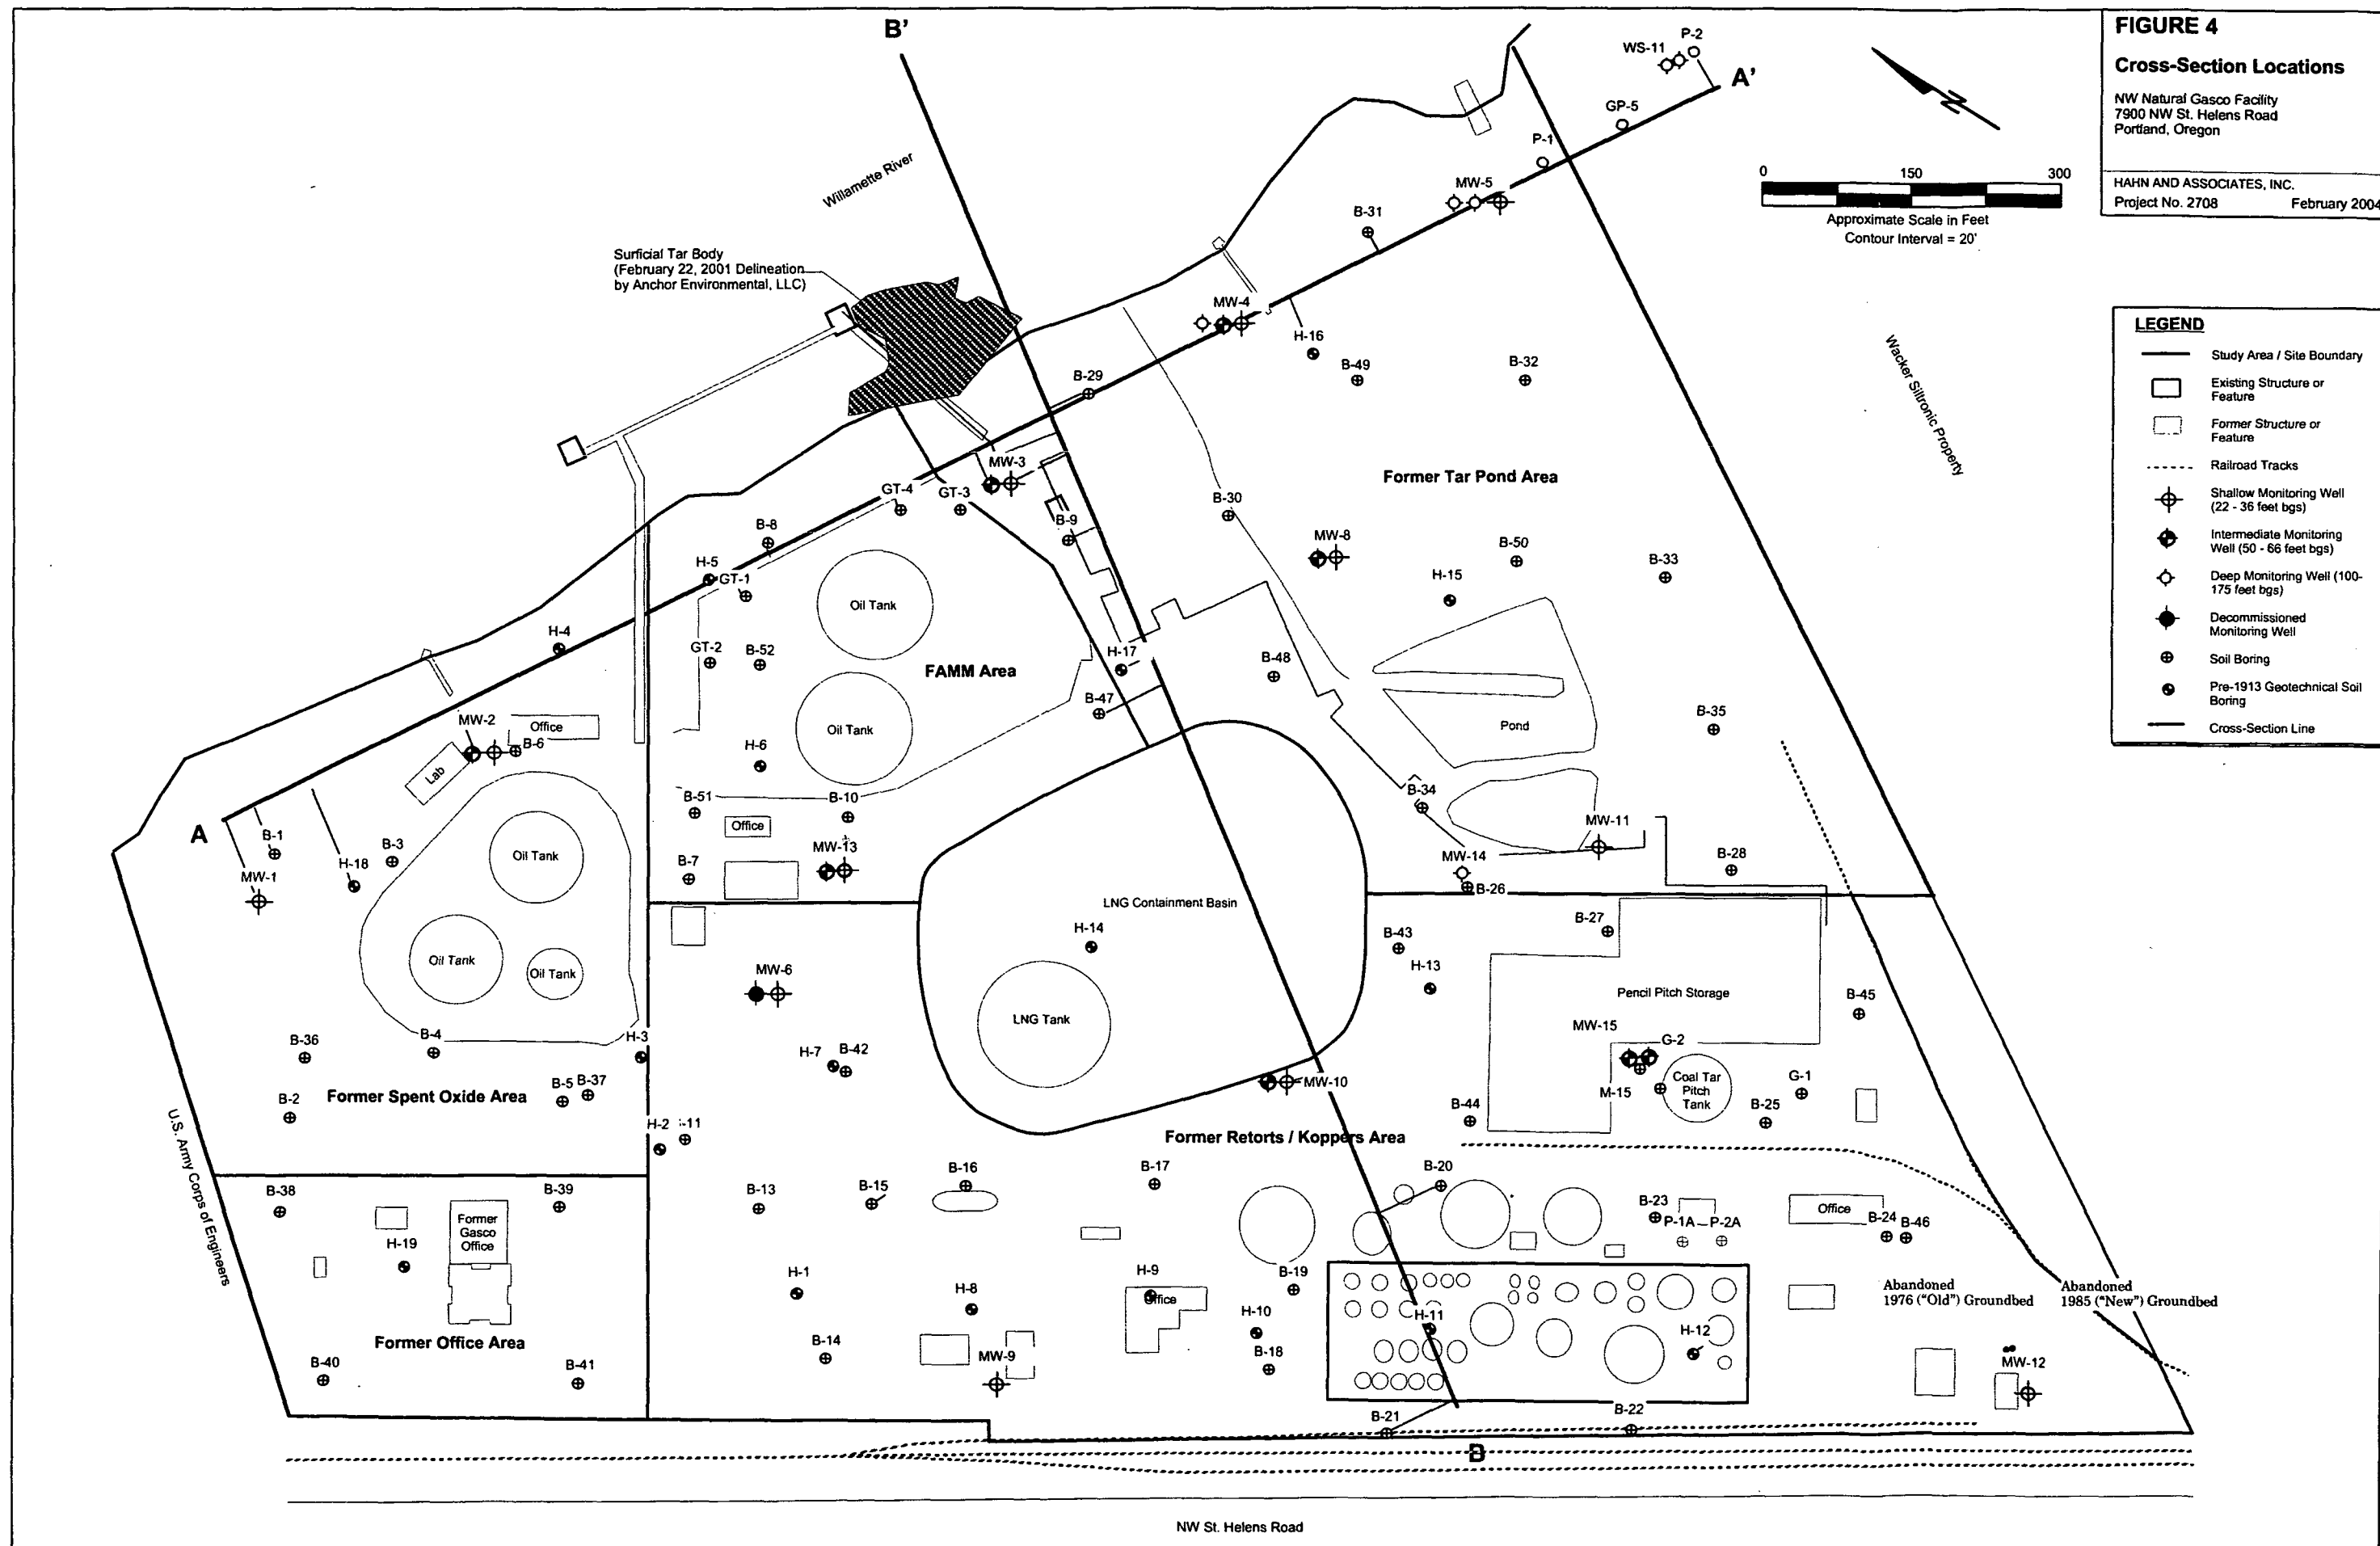 B'
FIGURE 4
Cross-Section Locations
NW Natural Gasco Facility
7900 NW St. Helens Road
Portland, Oregon
HAHN AND ASSOCIATES, INC.
Project No. 2708 February 2004
P-2
WS-11
A'
N
GP-5
P-1
0 150 300
Approximate Scale in Feet
Contour Interval = 20'
Willamette River
MW-5
B-31
Surficial Tar Body
(February 22, 2001 Delineation
by Anchor Environmental, LLC)
MW-4
H-16
B-49
B-32
B-29
Wacker Siltronic Property
LEGEND
Study Area / Site Boundary
Existing Structure or
Feature
Former Structure or
Feature
Railroad Tracks
Shallow Monitoring Well
(22 - 36 feet bgs)
Intermediate Monitoring
Well (50 - 66 feet bgs)
Deep Monitoring Well (100-
175 feet bgs)
Decommissioned
Monitoring Well
Soil Boring
Pre-1913 Geotechnical Soil
Boring
Cross-Section Line
MW-3
Former Tar Pond Area
GT-4
GT-3
B-30
B-9
B-8
MW-8
B-50
B-33
H-5
GT-1
H-15
Oil Tank
H-4
GT-2
B-52
FAMM Area
H-17
B-48
B-47
MW-2
Office
B-6
Lab
Oil Tank
Pond
B-35
H-6
B-51
B-10
Office
B-34
A
B-1
MW-11
H-18
B-3
Oil Tank
MW-13
MW-14
B-28
MW-1
B-7
B-26
LNG Containment Basin
B-27
B-43
H-14
Oil Tank
Oil Tank
MW-6
H-13
Pencil Pitch Storage
B-45
LNG Tank
MW-15
G-2
B-36
B-4
H-3
H-7
B-42
MW-10
Coal Tar
Pitch
Tank
G-1
M-15
B-5
B-37
B-2
Former Spent Oxide Area
B-44
B-25
H-2
-11
Former Retorts / Koppers Area
U.S. Army Corps of Engineers
B-38
B-39
B-13
B-15
B-16
B-17
B-20
B-23
P-1A
P-2A
Office
B-24
B-46
Former
Gasco
Office
H-19
H-1
H-8
H-9
Office
B-19
H-10
H-11
H-12
Abandoned
1976 ("Old") Groundbed
Abandoned
1985 ("New") Groundbed
Former Office Area
B-14
B-18
MW-9
MW-12
B-40
B-41
B-21
B-22
B
NW St. Helens Road